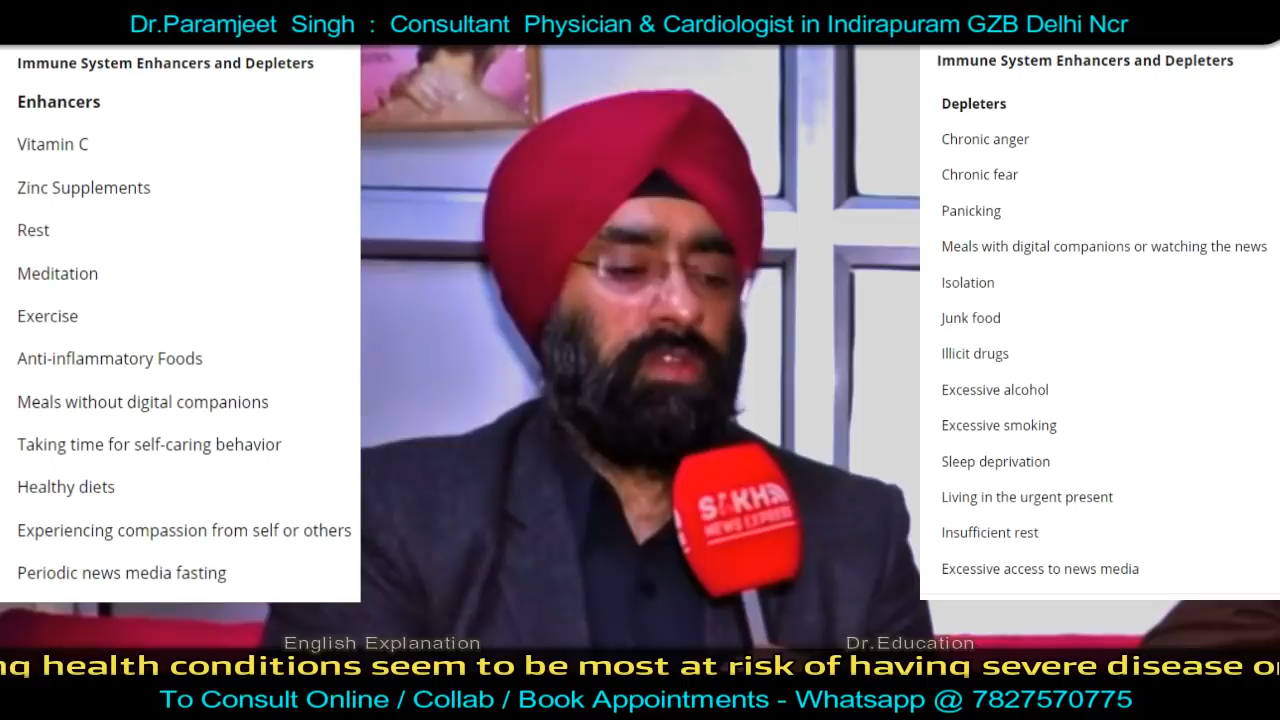 Dr.Paramjeet Singh : Consultant Physician & Cardiologist in Indirapuram GZB Delhi Ncr
Immune System Enhancers and Depleters
Enhancers
Vitamin C
Zinc Supplements
Rest
Meditation
Exercise
Anti-inflammatory Foods
Meals without digital companions
Taking time for self-caring behavior
Healthy diets
Experiencing compassion from self or others
Periodic news media fasting
Immune System Enhancers and Depleters
Depleters
Chronic anger
Chronic fear
Panicking
Meals with digital companions or watching the news
Isolation
Junk food
Illicit drugs
Excessive alcohol
Excessive smoking
Sleep deprivation
Living in the urgent present
Insufficient rest
Excessive access to news media
SIKH
NEWS EXPRESS
English Explanation
Dr.Education
health conditions seem to be most at risk of having severe disease
To Consult Online / Collab / Book Appointments - Whatsapp @ 7827570775